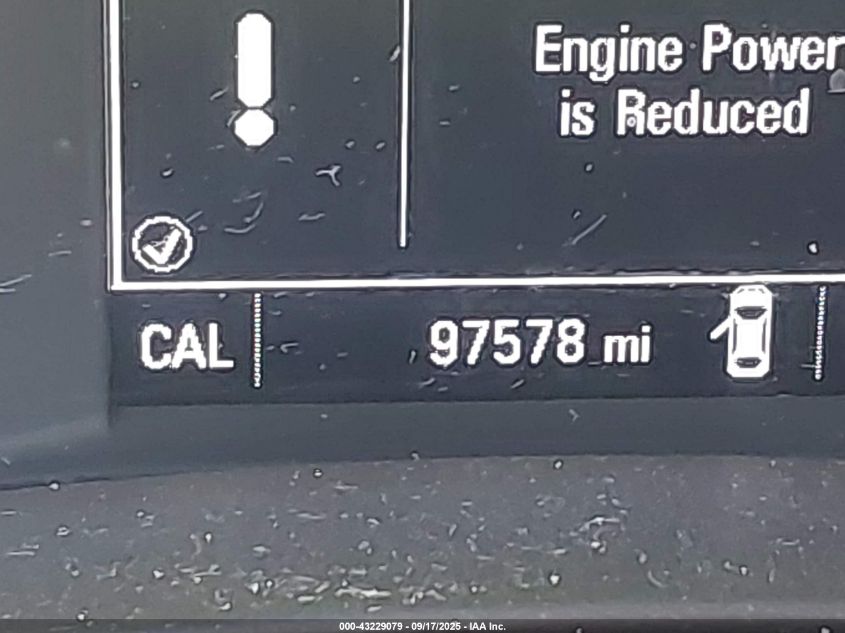 Engine Power
is Reduced
CAL
97578 mi
000-43229079 - 09/17/2025 - IAA Inc.